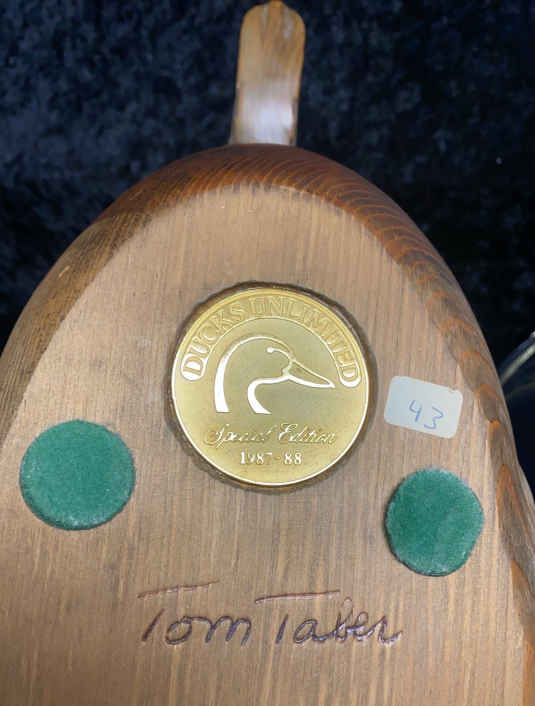 DUCKS UNLIMITED
Special Edition
1987-88
43
Tom Taber